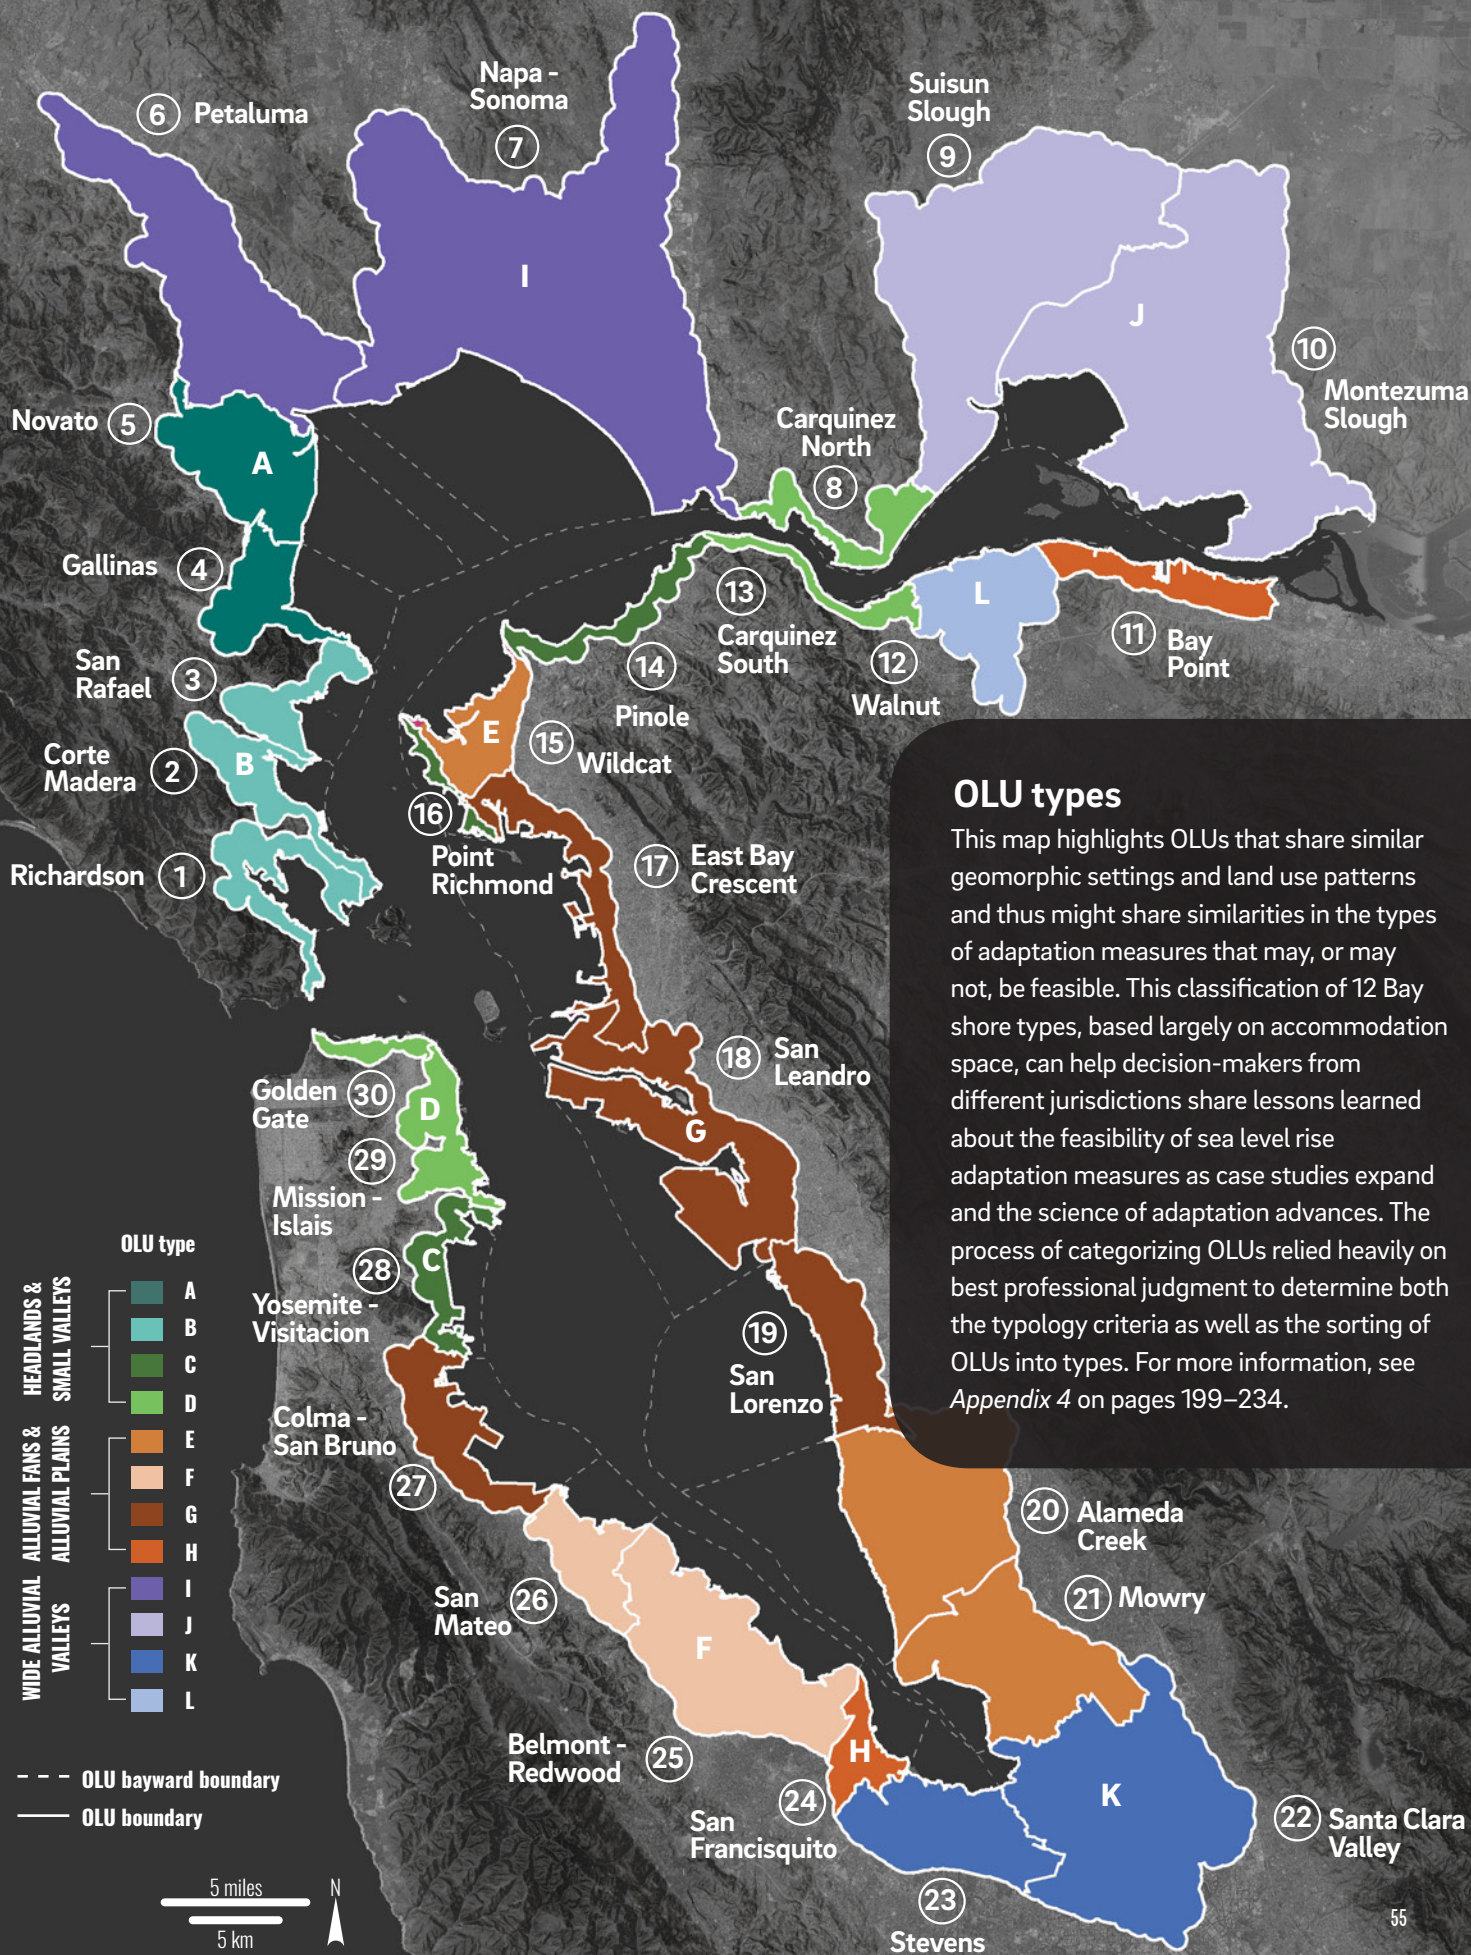 Napa -
Sonoma
7
6 Petaluma
Suisun
Slough
9
I
J
10
Montezuma
Slough
Novato 5
A
Carquinez
North
8
Gallinas 4
L
13
Carquinez
South
11 Bay
Point
12
Walnut
San
Rafael 3
14
Pinole
E
15
Wildcat
Corte
Madera 2
B
16
Point
Richmond
17 East Bay
Crescent
Richardson 1
OLU types
This map highlights OLUs that share similar
geomorphic settings and land use patterns
and thus might share similarities in the types
of adaptation measures that may, or may
not, be feasible. This classification of 12 Bay
shore types, based largely on accommodation
space, can help decision-makers from
different jurisdictions share lessons learned
about the feasibility of sea level rise
adaptation measures as case studies expand
and the science of adaptation advances. The
process of categorizing OLUs relied heavily on
best professional judgment to determine both
the typology criteria as well as the sorting of
OLUs into types. For more information, see
Appendix 4 on pages 199–234.
18 San
Leandro
Golden
Gate 30
D
G
29
Mission -
Islais
28
C
Yosemite -
Visitacion
19
San
Lorenzo
Colma -
San Bruno
27
20 Alameda
Creek
21 Mowry
San
Mateo 26
F
Belmont -
Redwood 25
H
24
San
Francisquito
K
22 Santa Clara
Valley
23
Stevens
OLU type
HEADLANDS &
SMALL VALLEYS
A
B
C
D
ALLUVIAL FANS &
ALLUVIAL PLAINS
E
F
G
H
WIDE ALLUVIAL
VALLEYS
I
J
K
L
OLU bayward boundary
OLU boundary
5 miles
5 km
N
55